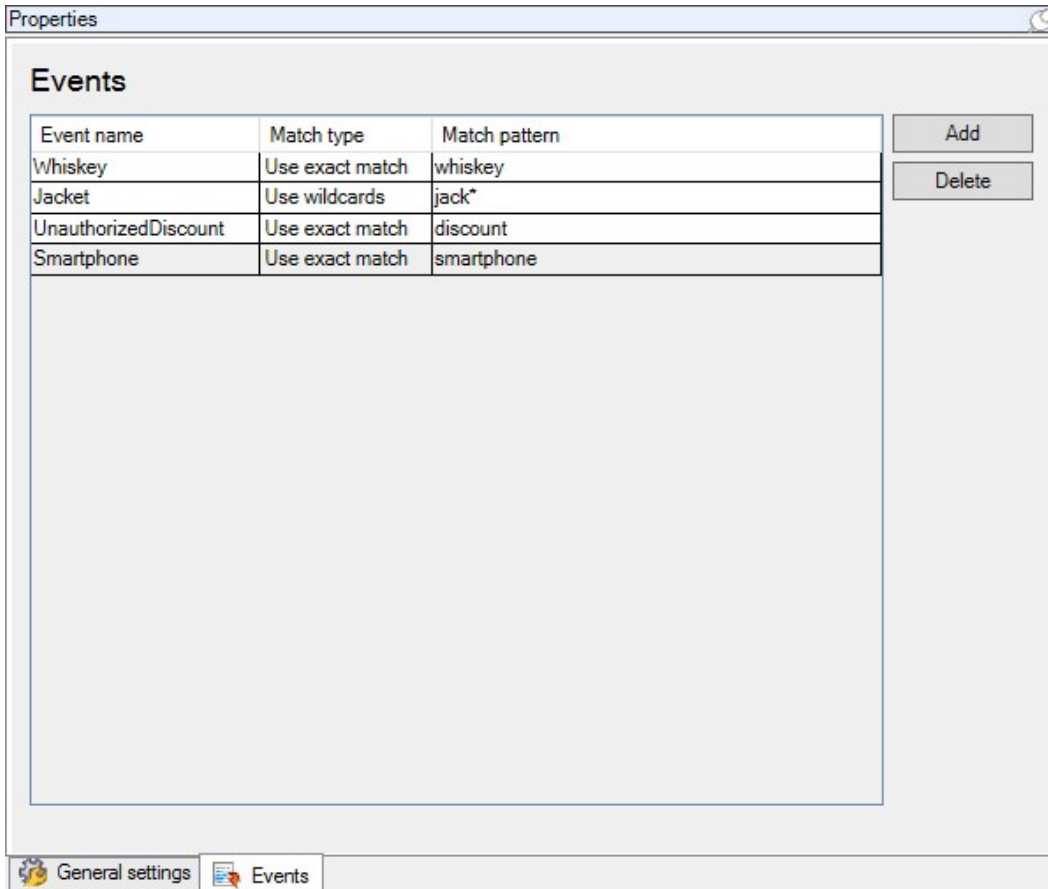 Properties
Events
Event name Match type Match pattern Add
Whiskey Use exact match whiskey
Jacket Use wildcards jack* Delete
UnauthorizedDiscount Use exact match discount
Smartphone Use exact match smartphone
General settings Events